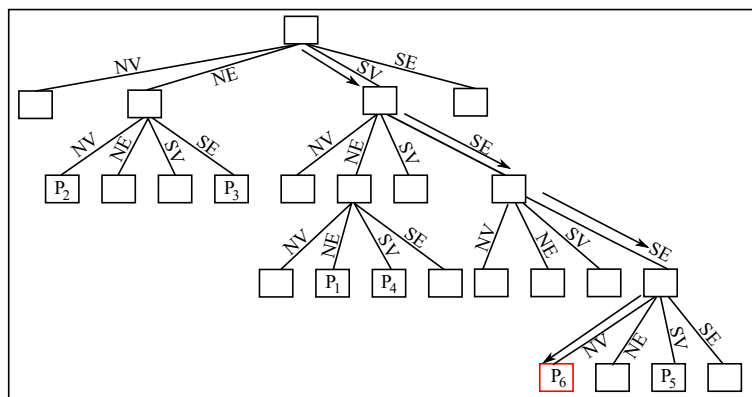 NV NE SV SE
NV NE SV SE NV NE SV SE
P₂ P₃
NV NE SV SE NV NE SV SE
P₁ P₄
NV NE SV SE
P₆ P₅